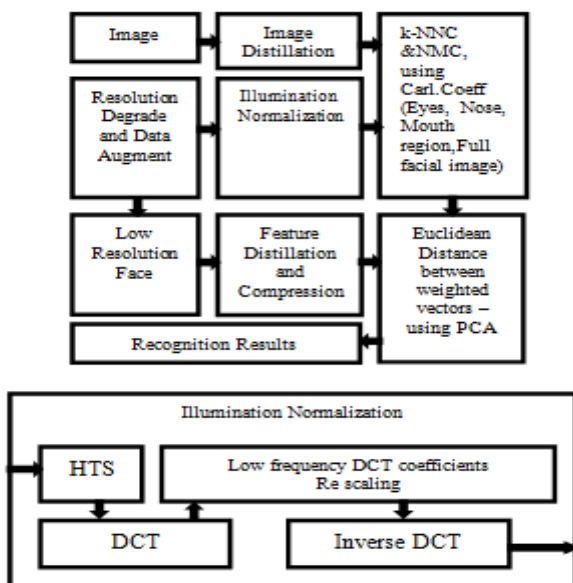 Image
Image
Distillation
k-NNC
&NMC,
using
Carl.Coeff
(Eyes, Nose,
Mouth
region,Full
facial image)
Resolution
Degrade
and Data
Augment
Illumination
Normalization
Low
Resolution
Face
Feature
Distillation
and
Compression
Euclidean
Distance
between
weighted
vectors –
using PCA
Recognition Results
Illumination Normalization
HTS
Low frequency DCT coefficients
Re scaling
DCT
Inverse DCT